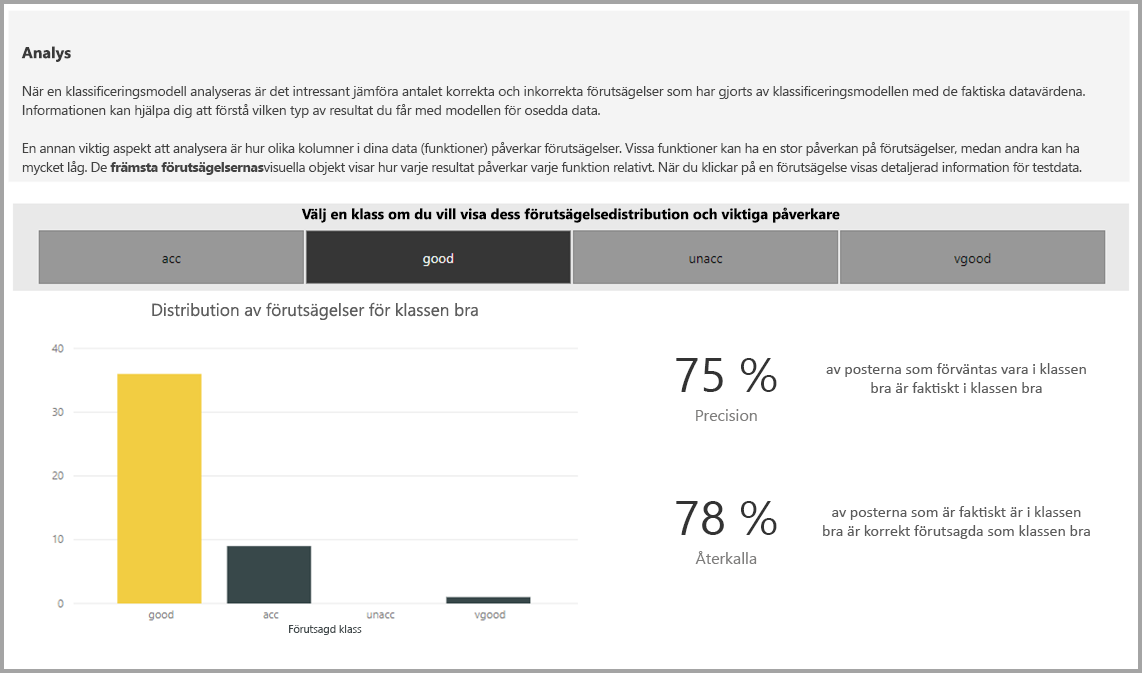 Analys
När en klassificeringsmodell analyseras är det intressant jämföra antalet korrekta och inkorrekta förutsägelser som har gjorts av klassificeringsmodellen med de faktiska datavärdena.
Informationen kan hjälpa dig att förstå vilken typ av resultat du får med modellen för osedda data.
En annan viktig aspekt att analysera är hur olika kolumner i dina data (funktioner) påverkar förutsägelser. Vissa funktioner kan ha en stor påverkan på förutsägelser, medan andra kan ha
mycket låg. De främsta förutsägelsernasvisuella objekt visar hur varje resultat påverkar varje funktion relativt. När du klickar på en förutsägelse visas detaljerad information för testdata.
Välj en klass om du vill visa dess förutsägelsedistribution och viktiga påverkare
acc good unacc vgood
Distribution av förutsägelser för klassen bra
40
30
20
10
0
good acc unacc vgood
Förutsagd klass
75 %
Precision
av posterna som förväntas vara i klassen
bra är faktiskt i klassen bra
78 %
Återkalla
av posterna som är faktiskt är i klassen
bra är korrekt förutsagda som klassen bra